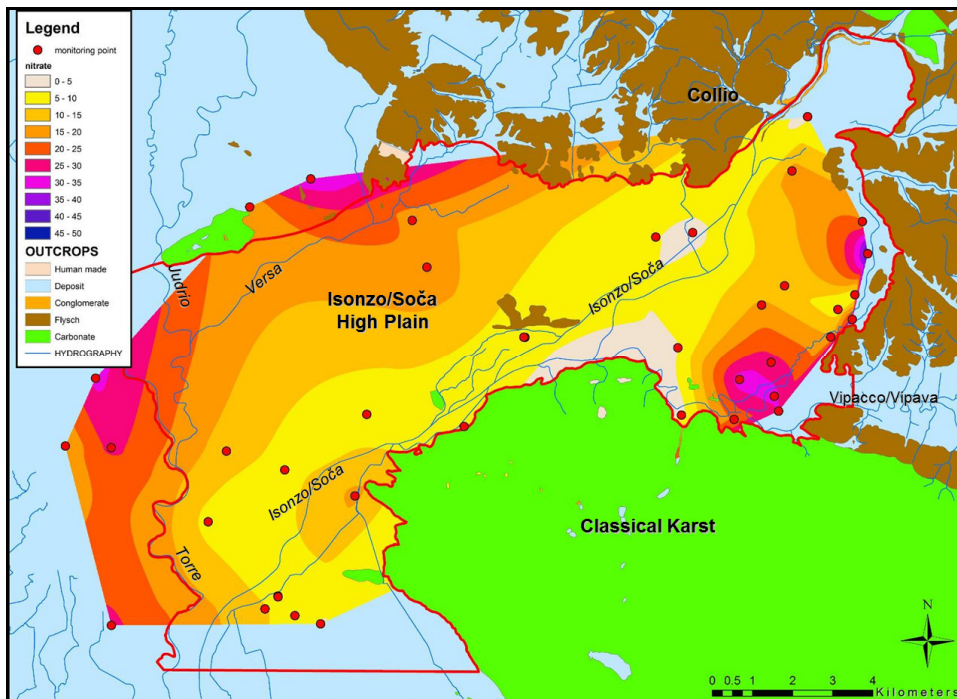 Legend
monitoring point
nitrate
0 - 5
5 - 10
10 - 15
15 - 20
20 - 25
25 - 30
30 - 35
35 - 40
40 - 45
45 - 50
OUTCROPS
Human made
Deposit
Conglomerate
Flysch
Carbonate
HYDROGRAPHY
Collio
Judrio
Versa
Isonzo/Soča
High Plain
Isonzo/Soča
Vipacco/Vipava
Isonzo/Soča
Classical Karst
Torre
N
0 0.5 1 2 3 4
Kilometers